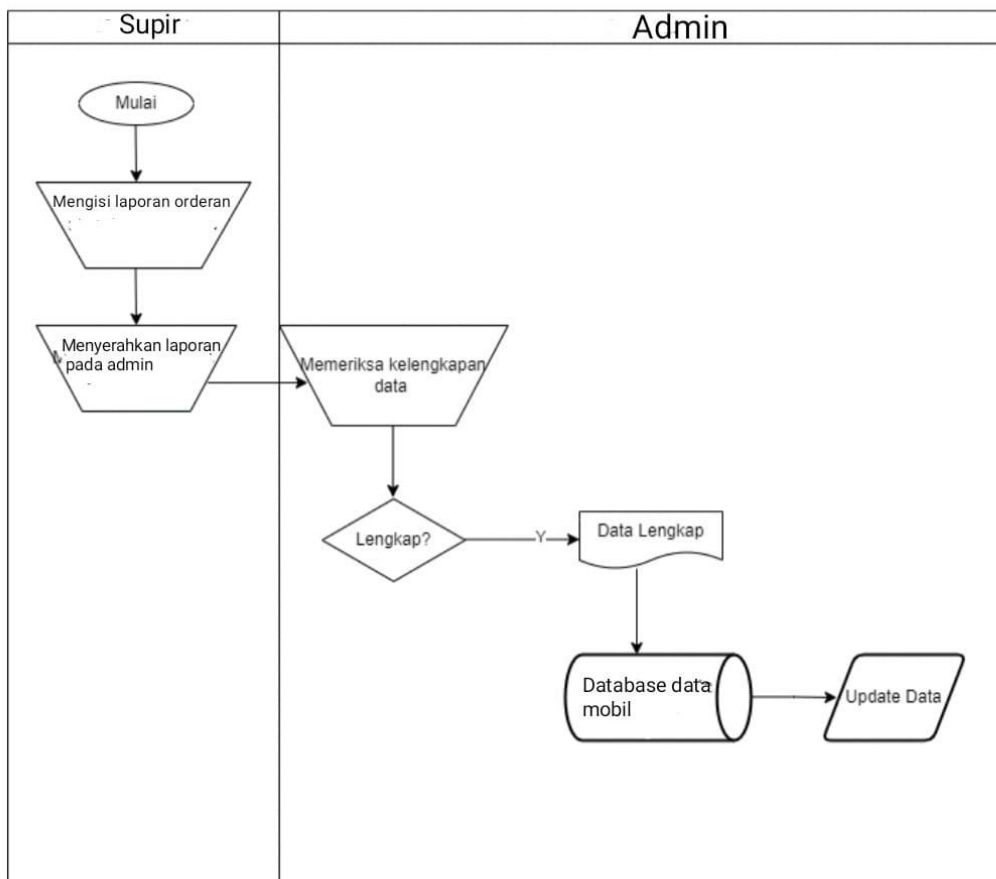 Supir
Admin
Mulai
Mengisi laporan orderan
Menyerahkan laporan
pada admin
Memeriksa kelengkapan
data
Lengkap?
Y
Data Lengkap
Database data
mobil
Update Data